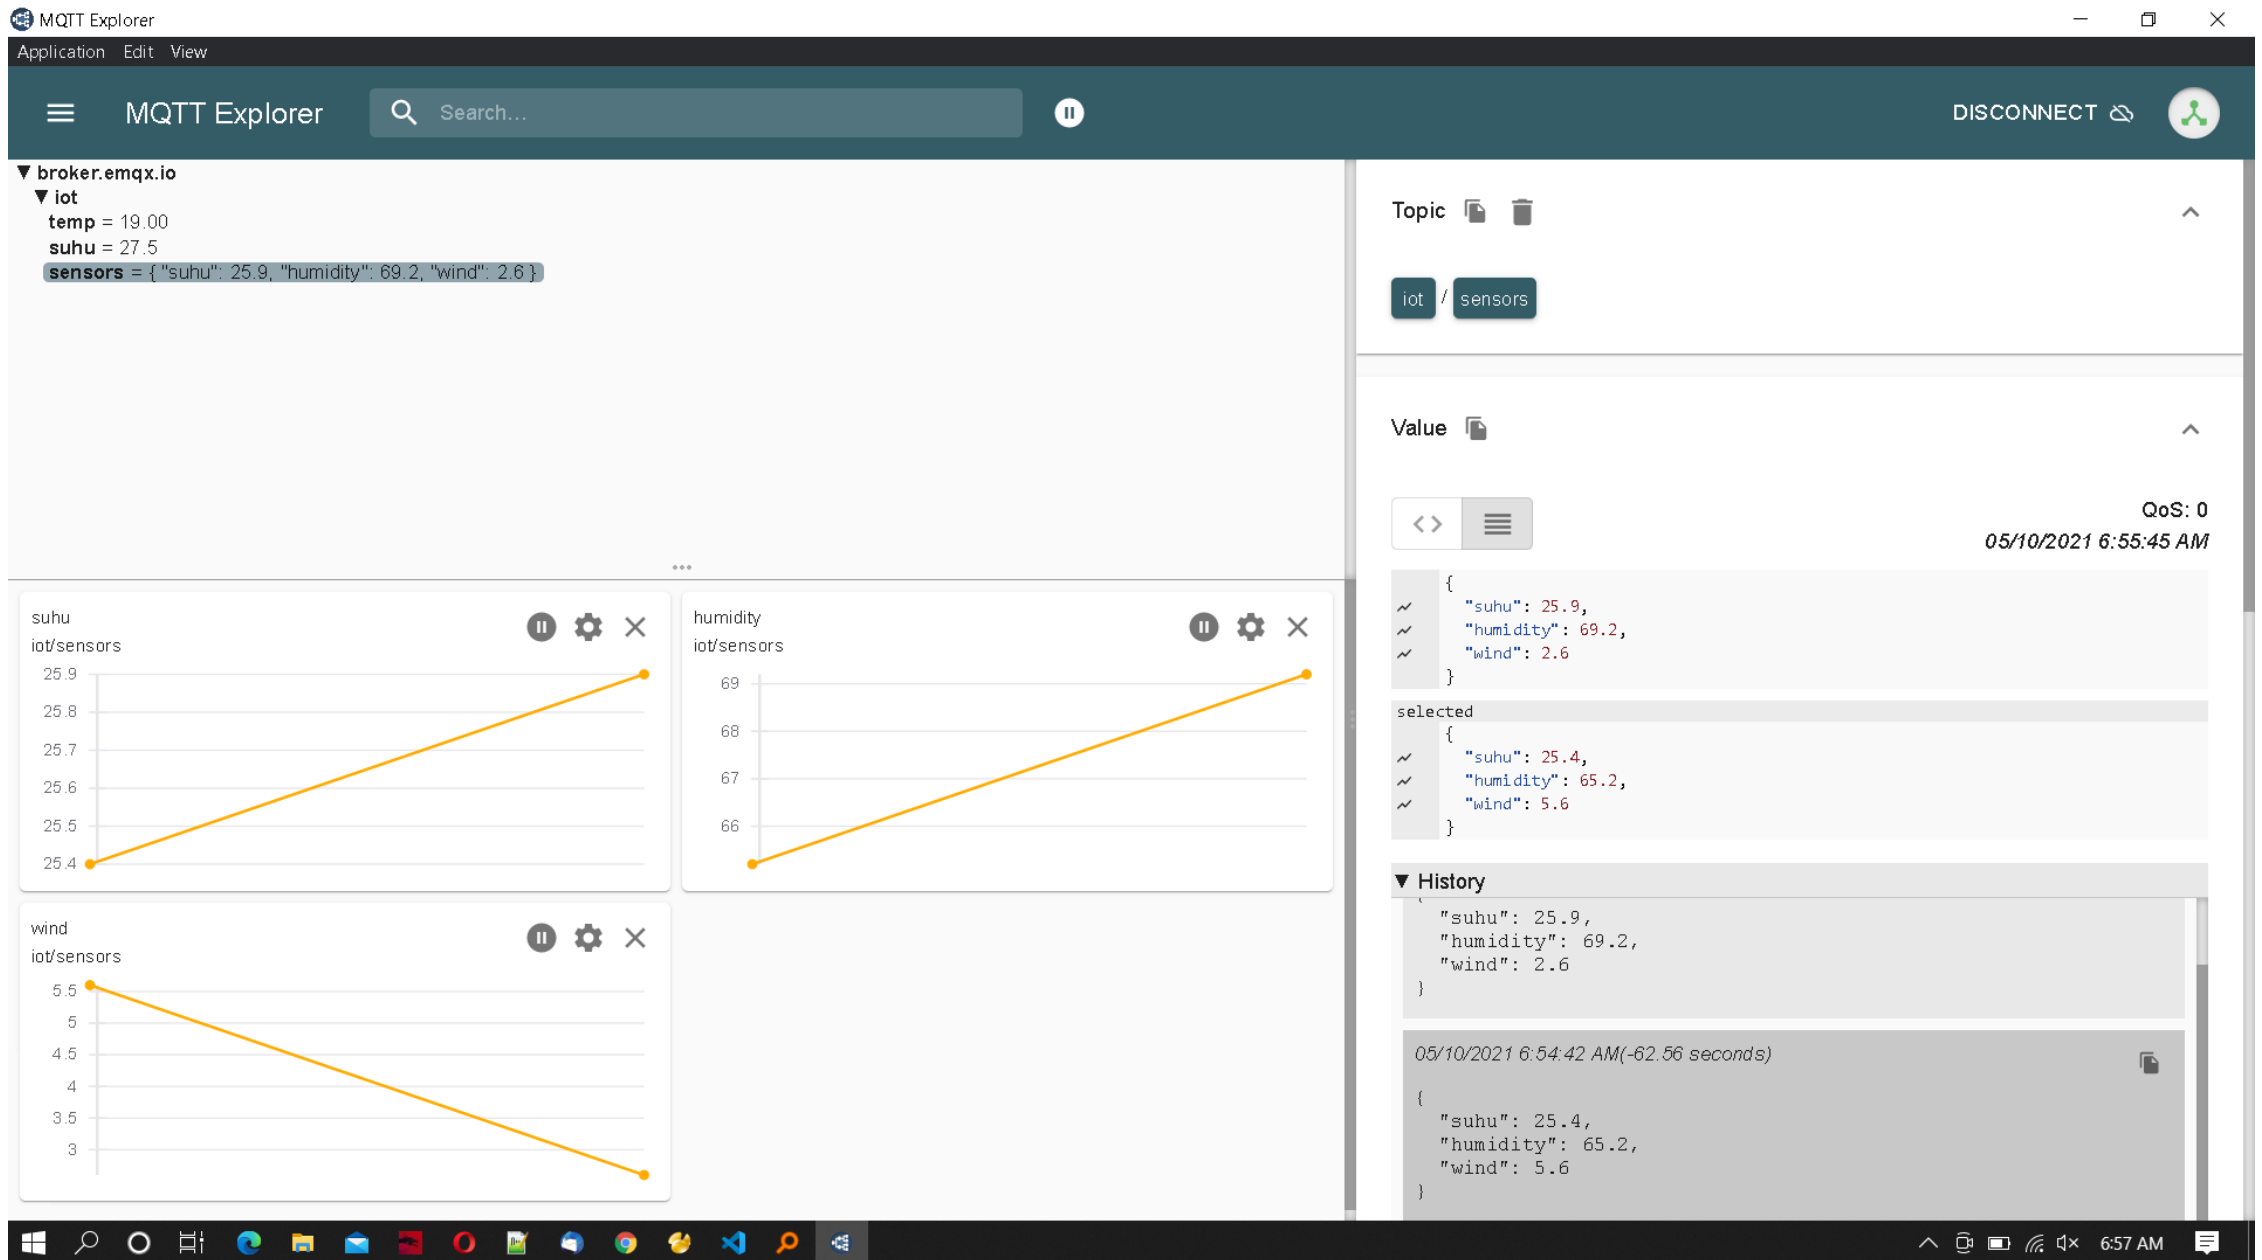 MQTT Explorer
Application Edit View
MQTT Explorer Search... DISCONNECT
▼ broker.emqx.io
▼ iot
temp = 19.00
suhu = 27.5
sensors = { "suhu": 25.9, "humidity": 69.2, "wind": 2.6 }
suhu
iot/sensors
25.9
25.8
25.7
25.6
25.5
25.4
humidity
iot/sensors
69
68
67
66
wind
iot/sensors
5.5
5
4.5
4
3.5
3
Topic
iot / sensors
Value
QoS: 0
05/10/2021 6:55:45 AM
{
"suhu": 25.9,
"humidity": 69.2,
"wind": 2.6
}
selected
{
"suhu": 25.4,
"humidity": 65.2,
"wind": 5.6
}
▼ History
{
"suhu": 25.9,
"humidity": 69.2,
"wind": 2.6
}
05/10/2021 6:54:42 AM(-62.56 seconds)
{
"suhu": 25.4,
"humidity": 65.2,
"wind": 5.6
}
6:57 AM